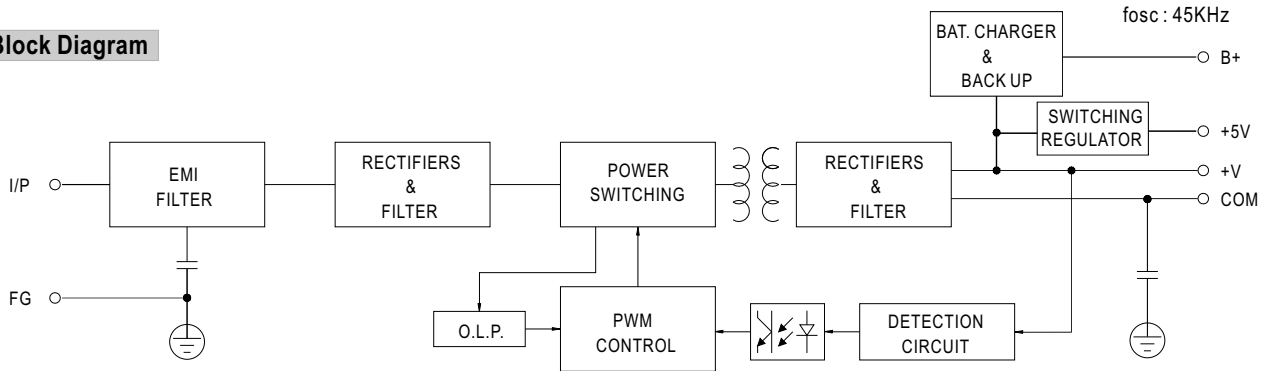 Block Diagram
fosc : 45KHz
BAT. CHARGER
&
BACK UP
B+
SWITCHING
REGULATOR
+5V
I/P
EMI
FILTER
RECTIFIERS
&
FILTER
POWER
SWITCHING
RECTIFIERS
&
FILTER
+V
COM
FG
O.L.P.
PWM
CONTROL
DETECTION
CIRCUIT